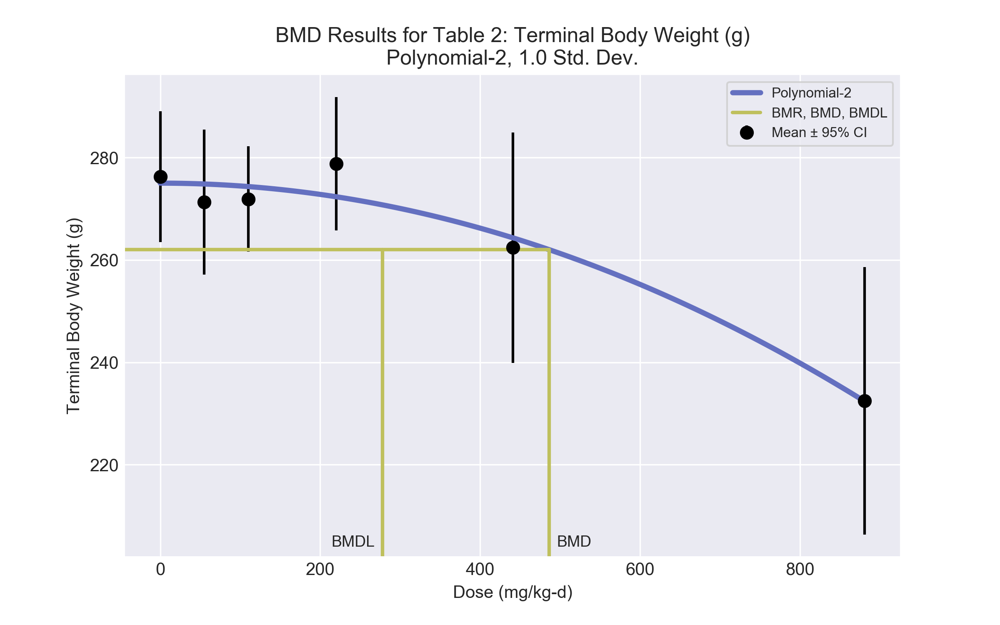 BMD Results for Table 2: Terminal Body Weight (g)
Polynomial-2, 1.0 Std. Dev.
Polynomial-2
BMR, BMD, BMDL
Mean ± 95% CI
280
260
240
220
Terminal Body Weight (g)
BMDL
BMD
0
200
400
600
800
Dose (mg/kg-d)